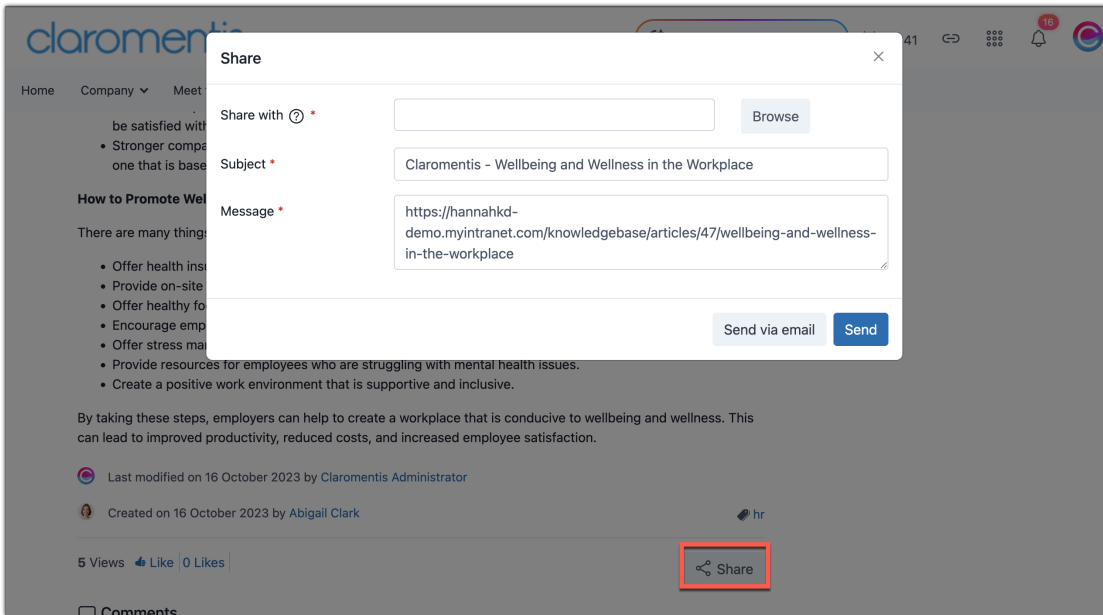 claromentis
16
41
Home Company Meet
Share
Share with ? *
Browse
Subject *
Claromentis - Wellbeing and Wellness in the Workplace
Message *
https://hannahkd-
demo.myintranet.com/knowledgebase/articles/47/wellbeing-and-wellness-
in-the-workplace
Send via email
Send
be satisfied with
• Stronger compa
one that is base
How to Promote Wel
There are many things
• Offer health insu
• Provide on-site
• Offer healthy fo
• Encourage emp
• Offer stress mar
• Provide resources for employees who are struggling with mental health issues.
• Create a positive work environment that is supportive and inclusive.
By taking these steps, employers can help to create a workplace that is conducive to wellbeing and wellness. This
can lead to improved productivity, reduced costs, and increased employee satisfaction.
Last modified on 16 October 2023 by Claromentis Administrator
Created on 16 October 2023 by Abigail Clark
hr
5 Views Like 0 Likes
Share
Comments